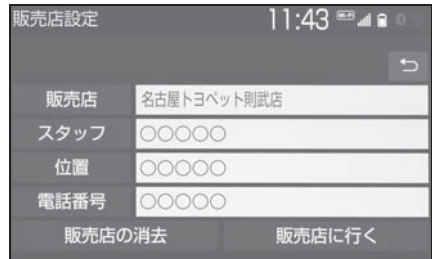 販売店設定 11:43 Wi-Fi
販売店 名古屋トヨペット則武店
スタッフ ○○○○○
位置 ○○○○○
電話番号 ○○○○○
販売店の消去 販売店に行く